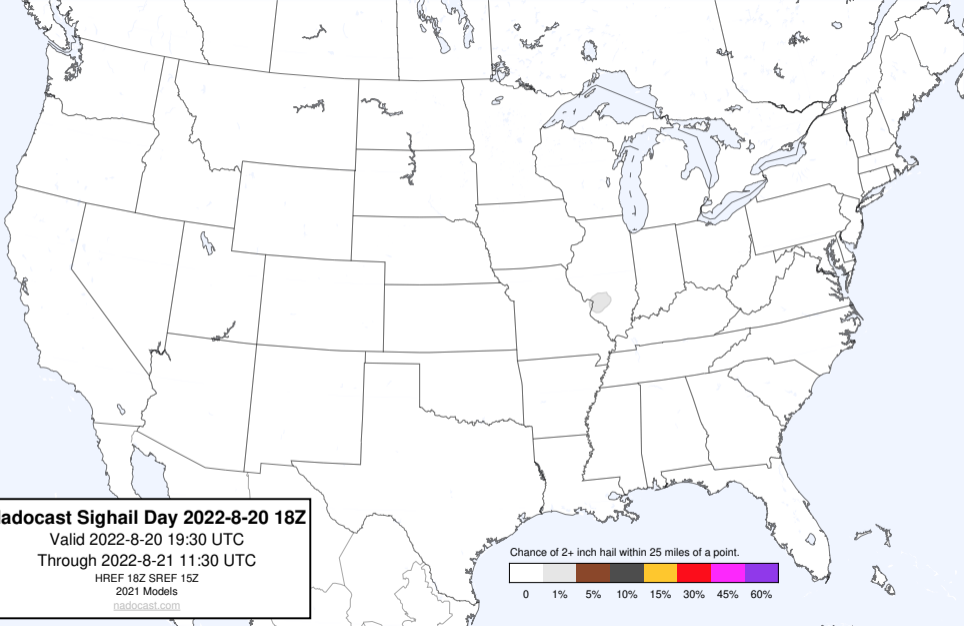 adocast Sighail Day 2022-8-20 18Z
Valid 2022-8-20 19:30 UTC
Through 2022-8-21 11:30 UTC
HREF 18Z SREF 15Z
2021 Models
nadocast.com
Chance of 2+ inch hail within 25 miles of a point.
0 1% 5% 10% 15% 30% 45% 60%